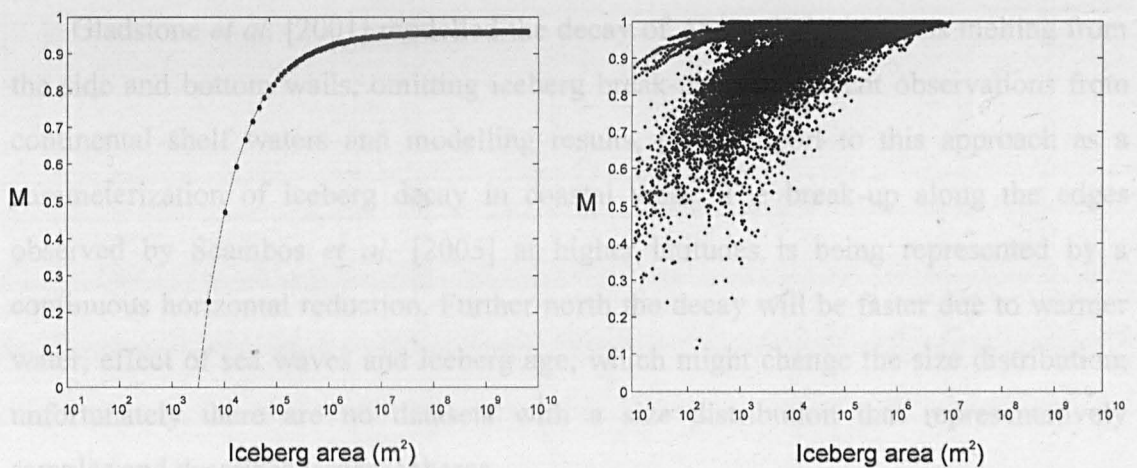 Gladstone et al. [2001] modelled the decay of melting from
the side and bottom walls, omitting iceberg break- observations from
continental shelf waters and modelling results, to this approach as a
parameterization of iceberg decay in coastal break-up along the edges
observed by Scambos et al. [2005] at higher latitudes is being represented by a
continuous horizontal reduction. Further north the decay will be faster due to warmer
water, effect of sea waves and iceberg age, which might change the size distribution;
unfortunately there are no datasets with a size distribution that representatively
1
0.9
0.8
0.7
0.6
M
0.5
0.4
0.3
0.2
0.1
0
10¹ 10² 10³ 10⁴ 10⁵ 10⁶ 10⁷ 10⁸ 10⁹ 10¹⁰
Iceberg area (m²)
1
0.9
0.8
0.7
M
0.4
0.3
0.1
0
10¹ 10² 10³ 10⁴ 10⁵ 10⁶ 10⁷ 10⁸ 10⁹ 10¹⁰
Iceberg area (m²)